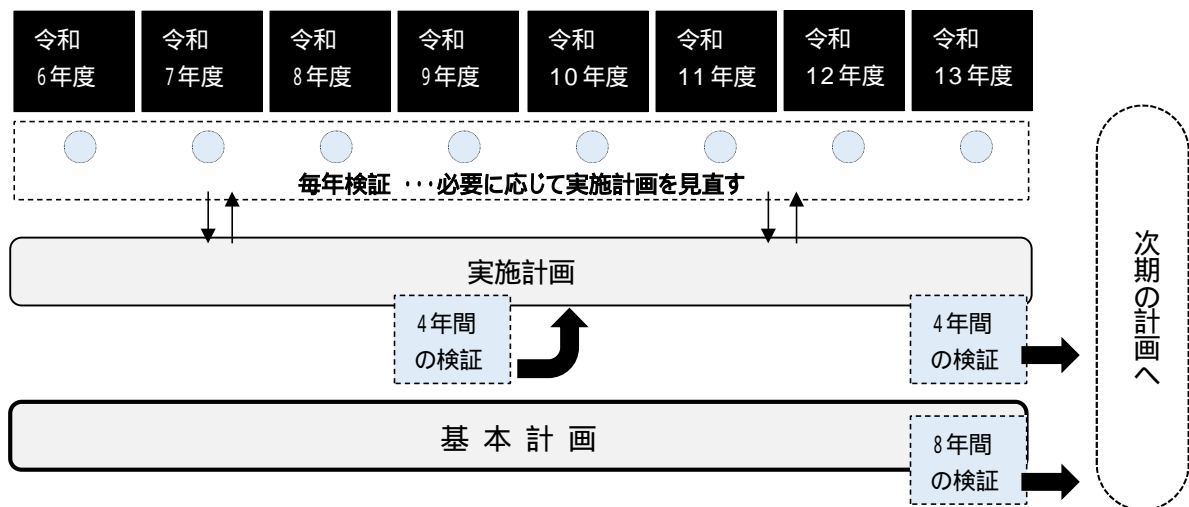 令和
6年度
令和
7年度
令和
8年度
令和
9年度
令和
10年度
令和
11年度
令和
12年度
令和
13年度
毎年検証 ･･･必要に応じて実施計画を見直す
実施計画
4年間
の検証
4年間
の検証
基本計画
8年間
の検証
次期の計画へ